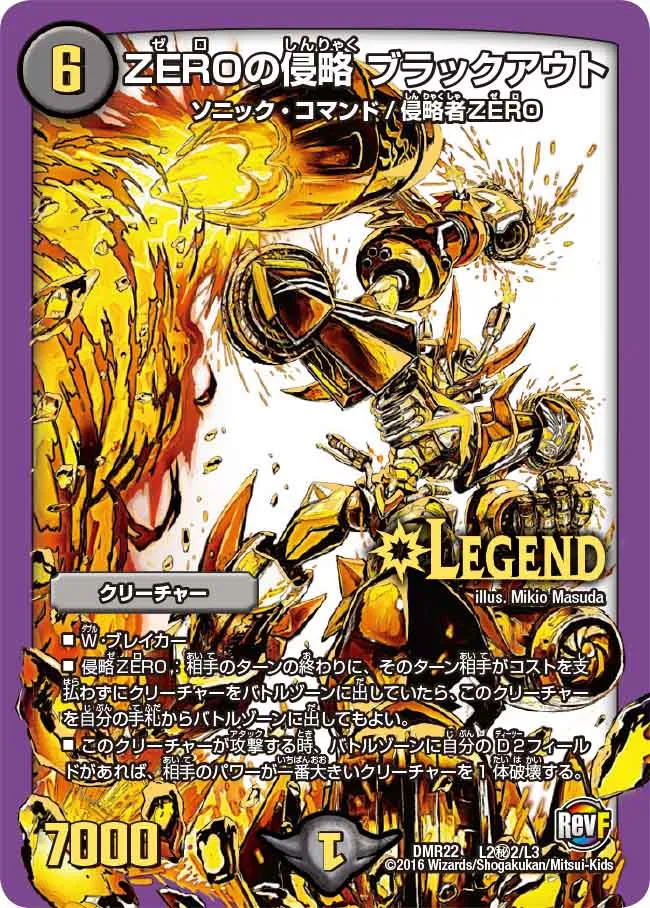 6
ZEROの侵略 ブラックアウト
ソニック・コマンド / 侵略者ZERO
LEGEND
illus. Mikio Masuda
クリーチャー
■ W・ブレイカー
■ 侵略ZERO:相手のターンの終わりに、そのターン相手がコストを支
払わずにクリーチャーをバトルゾーンに出していたら、このクリーチャー
を自分の手札からバトルゾーンに出してもよい。
■ このクリーチャーが攻撃する時、バトルゾーンに自分のD2フィール
ドがあれば、相手のパワーが一番大きいクリーチャーを1体破壊する。
7000
1
RevF
DMR22 L2㊙2/L3
©2016 Wizards/Shogakukan/Mitsui-Kids